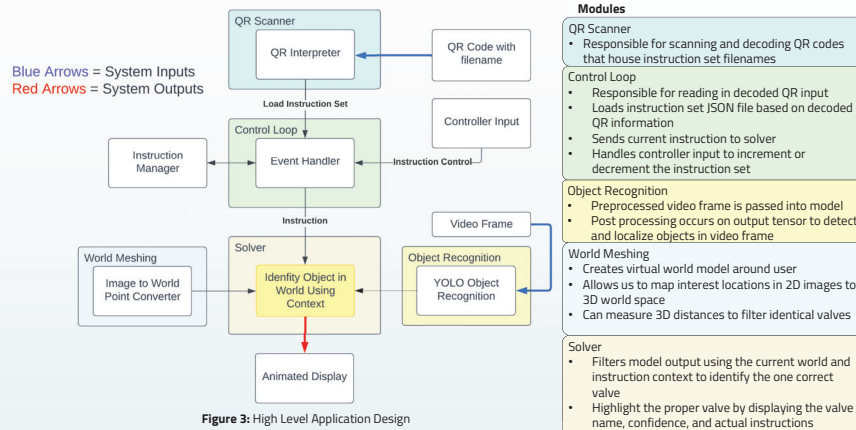 QR Scanner
QR Interpreter
QR Code with
filename
Blue Arrows = System Inputs
Red Arrows = System Outputs
Load Instruction Set
Control Loop
Controller Input
Instruction
Manager
Event Handler
Instruction Control
Instruction
Video Frame
World Meshing
Solver
Object Recognition
Image to World
Point Converter
Idenfity Object in
World Using
Context
YOLO Object
Recognition
Animated Display
Figure 3: High Level Application Design
Modules
QR Scanner
• Responsible for scanning and decoding QR codes
that house instruction set filenames
Control Loop
• Responsible for reading in decoded QR input
• Loads instruction set JSON file based on decoded
QR information
• Sends current instruction to solver
• Handles controller input to increment or
decrement the instruction set
Object Recognition
• Preprocessed video frame is passed into model
• Post processing occurs on output tensor to detect
and localize objects in video frame
World Meshing
• Creates virtual world model around user
• Allows us to map interest locations in 2D images to
3D world space
• Can measure 3D distances to filter identical valves
Solver
• Filters model output using the current world and
instruction context to identify the one correct
valve
• Highlight the proper valve by displaying the valve
name, confidence, and actual instructions